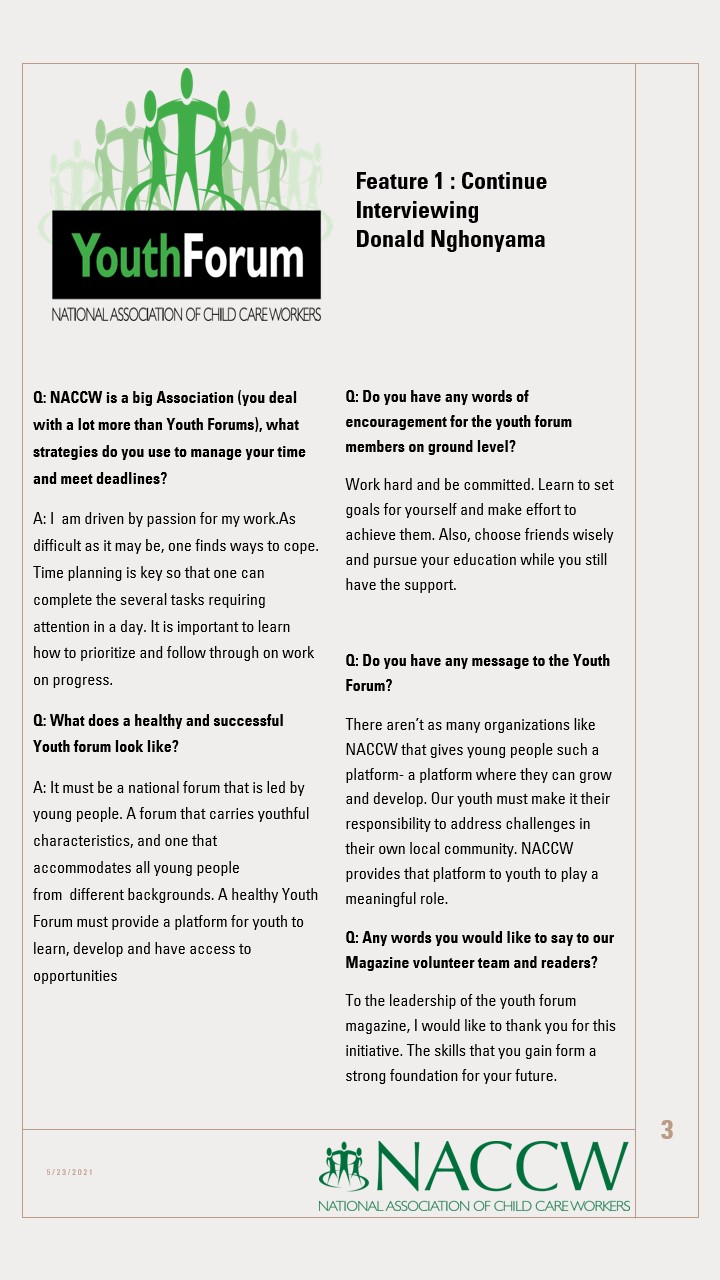 YouthForum
NATIONAL ASSOCIATION OF CHILD CARE WORKERS
Feature 1 : Continue
Interviewing
Donald Nghonyama
Q: NACCW is a big Association (you deal
with a lot more than Youth Forums), what
strategies do you use to manage your time
and meet deadlines?
A: I  am driven by passion for my work.As
difficult as it may be, one finds ways to cope.
Time planning is key so that one can
complete the several tasks requiring
attention in a day. It is important to learn
how to prioritize and follow through on work
on progress.
Q: What does a healthy and successful
Youth forum look like?
A: It must be a national forum that is led by
young people. A forum that carries youthful
characteristics, and one that
accommodates all young people
from  different backgrounds. A healthy Youth
Forum must provide a platform for youth to
learn, develop and have access to
opportunities
Q: Do you have any words of
encouragement for the youth forum
members on ground level?
Work hard and be committed. Learn to set
goals for yourself and make effort to
achieve them. Also, choose friends wisely
and pursue your education while you still
have the support.
Q: Do you have any message to the Youth
Forum?
There aren’t as many organizations like
NACCW that gives young people such a
platform- a platform where they can grow
and develop. Our youth must make it their
responsibility to address challenges in
their own local community. NACCW
provides that platform to youth to play a
meaningful role.
Q: Any words you would like to say to our
Magazine volunteer team and readers?
To the leadership of the youth forum
magazine, I would like to thank you for this
initiative. The skills that you gain form a
strong foundation for your future.
3
5/23/2021
NACCW
NATIONAL ASSOCIATION OF CHILD CARE WORKERS